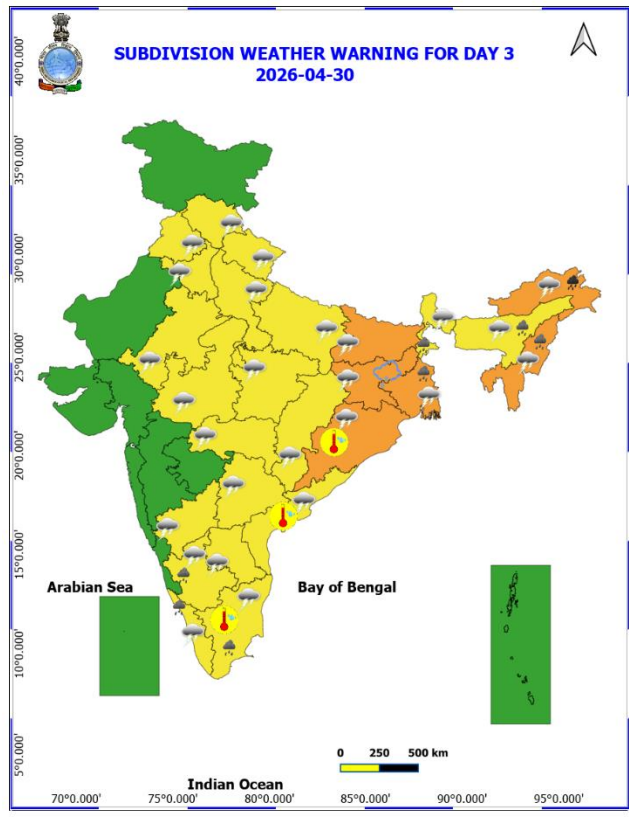 SUBDIVISION WEATHER WARNING FOR DAY 3
2026-04-30
40°0.000'
35°0.000'
30°0.000'
25°0.000'
20°0.000'
15°0.000'
10°0.000'
5°0.000'
Arabian Sea
Bay of Bengal
0 250 500 km
Indian Ocean
70°0.000' 75°0.000' 80°0.000' 85°0.000' 90°0.000' 95°0.000'